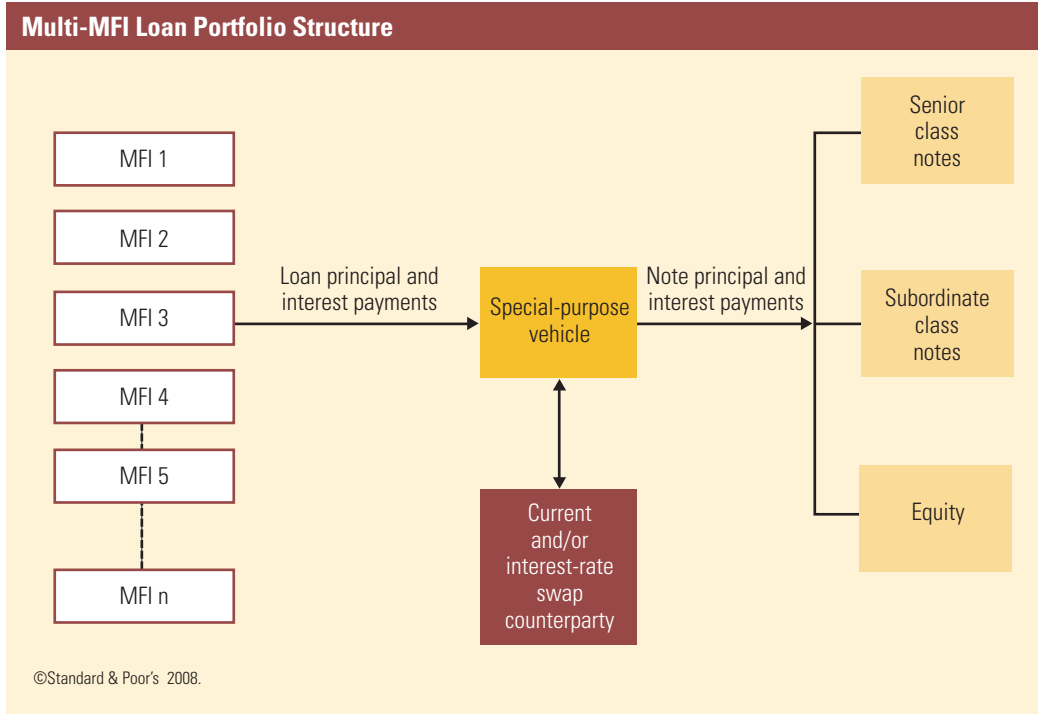 Multi-MFI Loan Portfolio Structure
MFI 1
MFI 2
MFI 3
MFI 4
MFI 5
MFI n
Loan principal and
interest payments
Special-purpose
vehicle
Current
and/or
interest-rate
swap
counterparty
Note principal and
interest payments
Senior
class
notes
Subordinate
class
notes
Equity
©Standard & Poor's 2008.